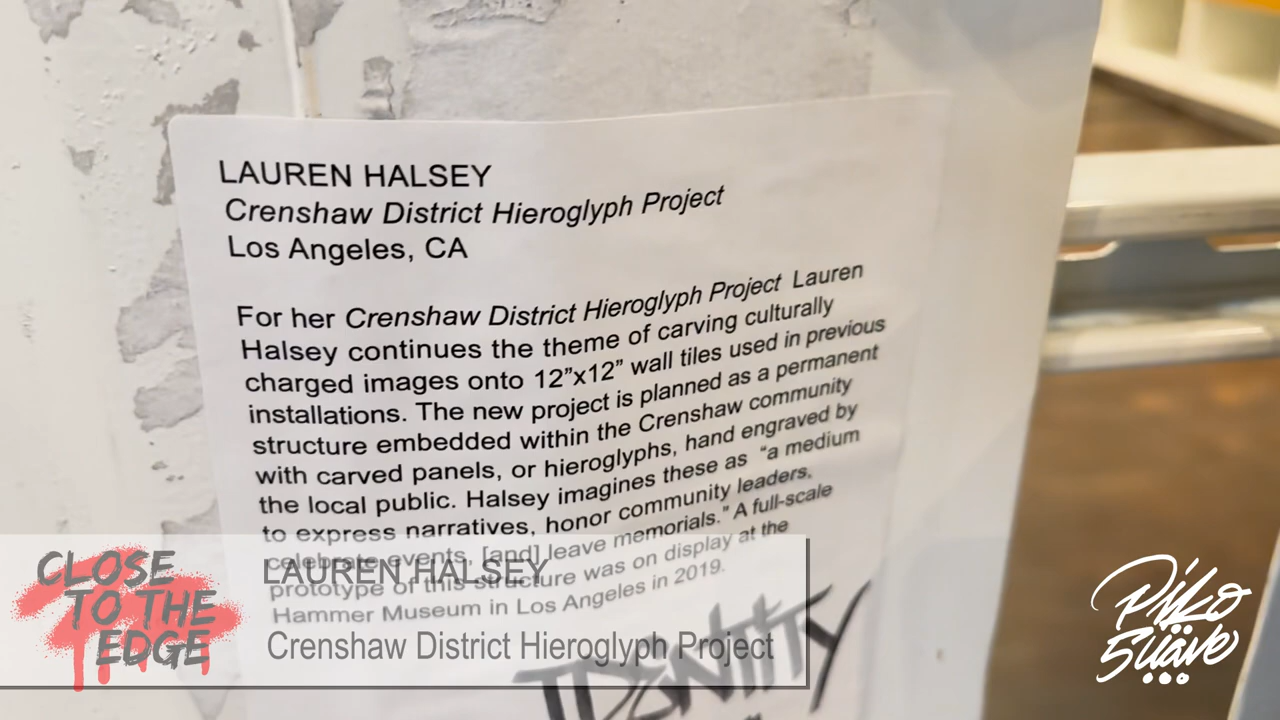 LAUREN HALSEY
Crenshaw District Hieroglyph Project
Los Angeles, CA
For her Crenshaw District Hieroglyph Project Lauren
Halsey continues the theme of carving culturally
charged images onto 12”x12” wall tiles used in previous
installations. The new project is planned as a permanent
structure embedded within the Crenshaw community
with carved panels, or hieroglyphs, hand engraved by
the local public. Halsey imagines these as “a medium
to express narratives, honor community leaders,
celebrate events, [and] leave memorials.” A full-scale
prototype of this structure was on display at the
Hammer Museum in Los Angeles in 2019.
IDENTITY
CLOSE
TO THE
EDGE
LAUREN HALSEY
Crenshaw District Hieroglyph Project
Piko
Suave